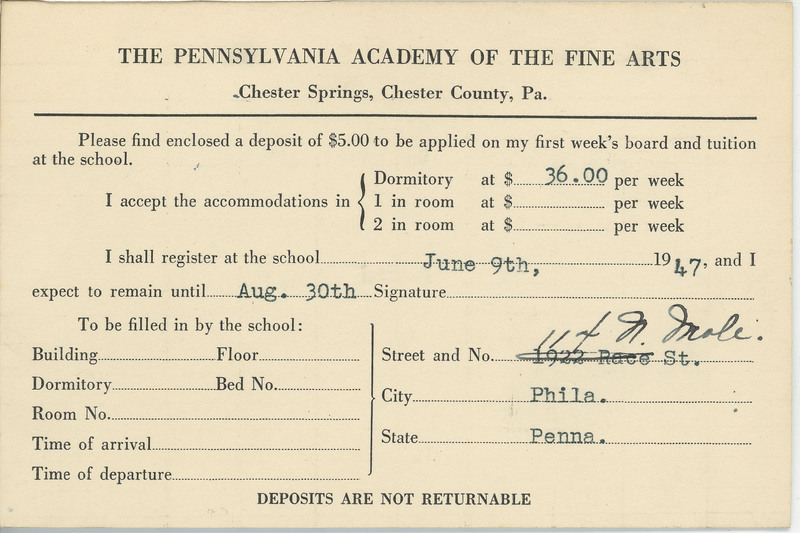 THE PENNSYLVANIA ACADEMY OF THE FINE ARTS
Chester Springs, Chester County, Pa.
Please find enclosed a deposit of $5.00 to be applied on my first week's board and tuition
at the school.
Dormitory at $ 36.00 per week
I accept the accommodations in { 1 in room at $ per week
2 in room at $ per week
I shall register at the school June 9th, 1947, and I
expect to remain until Aug. 30th Signature
To be filled in by the school:
117 N. Mole.
Building Floor Street and No. 1922 Race St.
Dormitory Bed No.
City Phila.
Room No.
Time of arrival State Penna.
Time of departure
DEPOSITS ARE NOT RETURNABLE